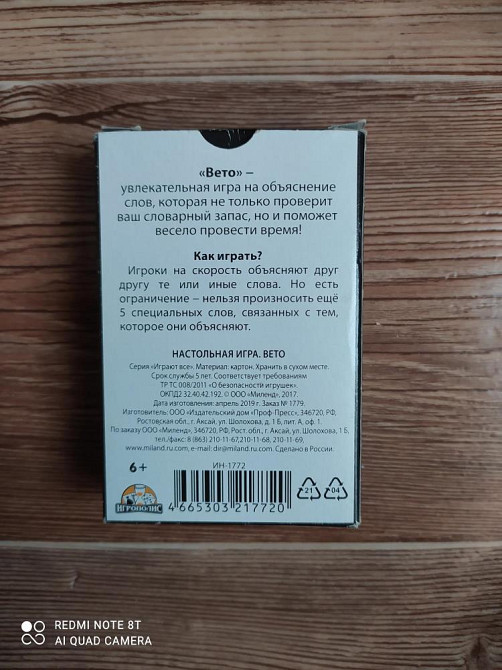 «Вето» –
увлекательная игра на объяснение
слов, которая не только проверит
ваш словарный запас, но и поможет
весело провести время!
Как играть?
Игроки на скорость объясняют друг
другу те или иные слова. Но есть
ограничение – нельзя произносить ещё
5 специальных слов, связанных с тем,
которое они объясняют.
НАСТОЛЬНАЯ ИГРА. ВЕТО
Серия «Играют все». Материал: картон. Хранить в сухом месте.
Срок службы 5 лет. Соответствует требованиям
ТР ТС 008/2011 «О безопасности игрушек».
ОКПД2 32.40.42.192. © ООО «Миленд», 2017.
Дата изготовления: апрель 2019 г. Заказ № 1779.
Изготовитель: ООО «Издательский дом «Проф-Пресс», 346720, РФ,
Ростовская обл., г. Аксай, ул. Шолохова, д. 1 Б, лит. А, оф. 1.
По заказу ООО «Миленд», 346720, РФ, Рост. обл., г. Аксай, ул. Шолохова, 1 Б,
тел./факс: 8 (863) 210-11-67,210-11-68, 210-11-69.
www.miland.ru.com, e-mail: dir@miland.ru.com. Сделано в России.
6+
ИН-1772
ИГРОПОЛИС
4 665303 217720
21
04
REDMI NOTE 8T
AI QUAD CAMERA